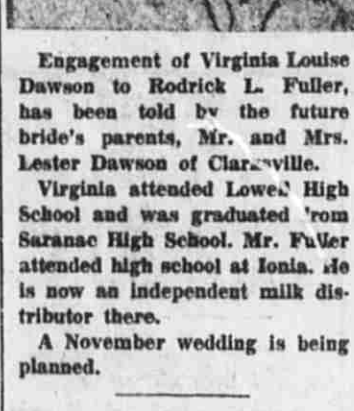 Engagement of Virginia Louise
Dawson to Rodrick L. Fuller,
has been told by the future
bride's parents, Mr. and Mrs.
Lester Dawson of Clarksville.
Virginia attended Lowell High
School and was graduated from
Saranac High School. Mr. Fuller
attended high school at Ionia. He
is now an independent milk dis-
tributor there.
A November wedding is being
planned.